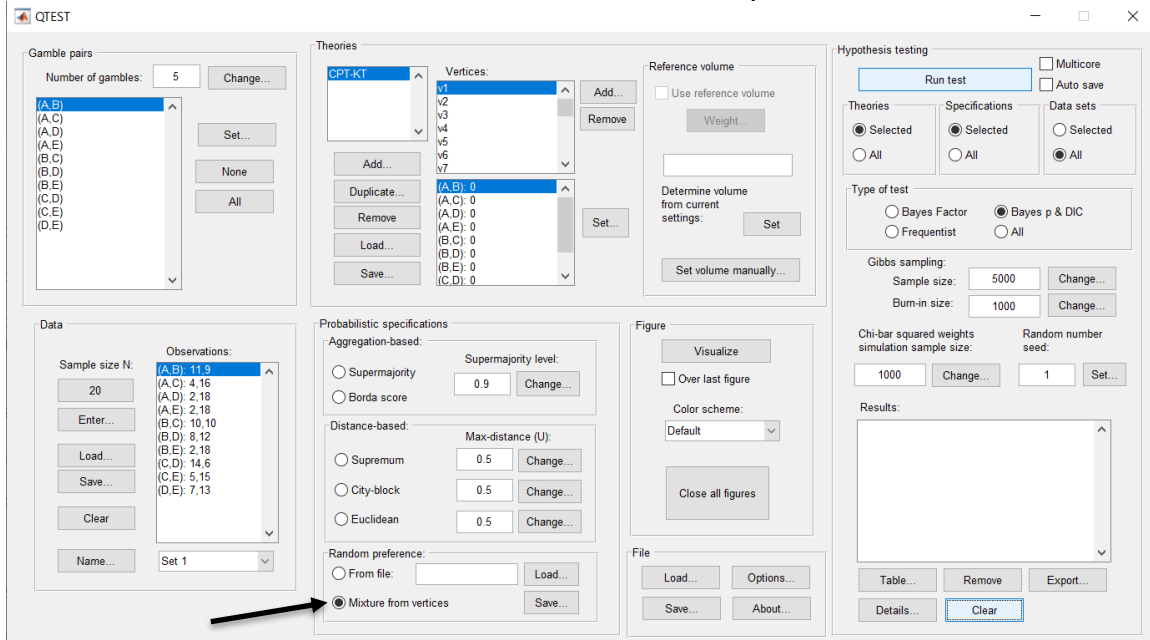 QTEST
Gamble pairs
Number of gambles: 5 Change...
(A,B)
(A,C)
(A,D)
(A,E)
(B,C)
(B,D)
(B,E)
(C,D)
(C,E)
(D,E)
Set...
None
All
Theories
CPT-KT
Add...
Duplicate...
Remove
Load...
Save...
Vertices:
v1
v2
v3
v4
v5
v6
v7
Add...
Remove
(A,B): 0
(A,C): 0
(A,D): 0
(A,E): 0
(B,C): 0
(B,D): 0
(B,E): 0
(C,D): 0
Set...
Reference volume
Use reference volume
Weight...
Determine volume
from current
settings:
Set
Set volume manually...
Hypothesis testing
Run test
Multicore
Auto save
Theories
Selected
All
Specifications
Selected
All
Data sets
Selected
All
Type of test
Bayes Factor Bayes p & DIC
Frequentist All
Gibbs sampling:
Sample size: 5000 Change...
Burn-in size: 1000 Change...
Chi-bar squared weights
simulation sample size:
1000 Change...
Random number
seed:
1 Set...
Results:
Table... Remove Export...
Details... Clear
Data
Sample size N:
20
Enter...
Load...
Save...
Clear
Name... Set 1
Observations:
(A,B): 11,9
(A,C): 4,16
(A,D): 2,18
(A,E): 2,18
(B,C): 10,10
(B,D): 8,12
(B,E): 2,18
(C,D): 14,6
(C,E): 5,15
(D,E): 7,13
Probabilistic specifications
Aggregation-based:
Supermajority
Borda score
Supermajority level:
0.9 Change...
Distance-based:
Max-distance (U):
Supremum 0.5 Change...
City-block 0.5 Change...
Euclidean 0.5 Change...
Random preference:
From file: Load...
Mixture from vertices Save...
Figure
Visualize
Over last figure
Color scheme:
Default
Close all figures
File
Load... Options...
Save... About...